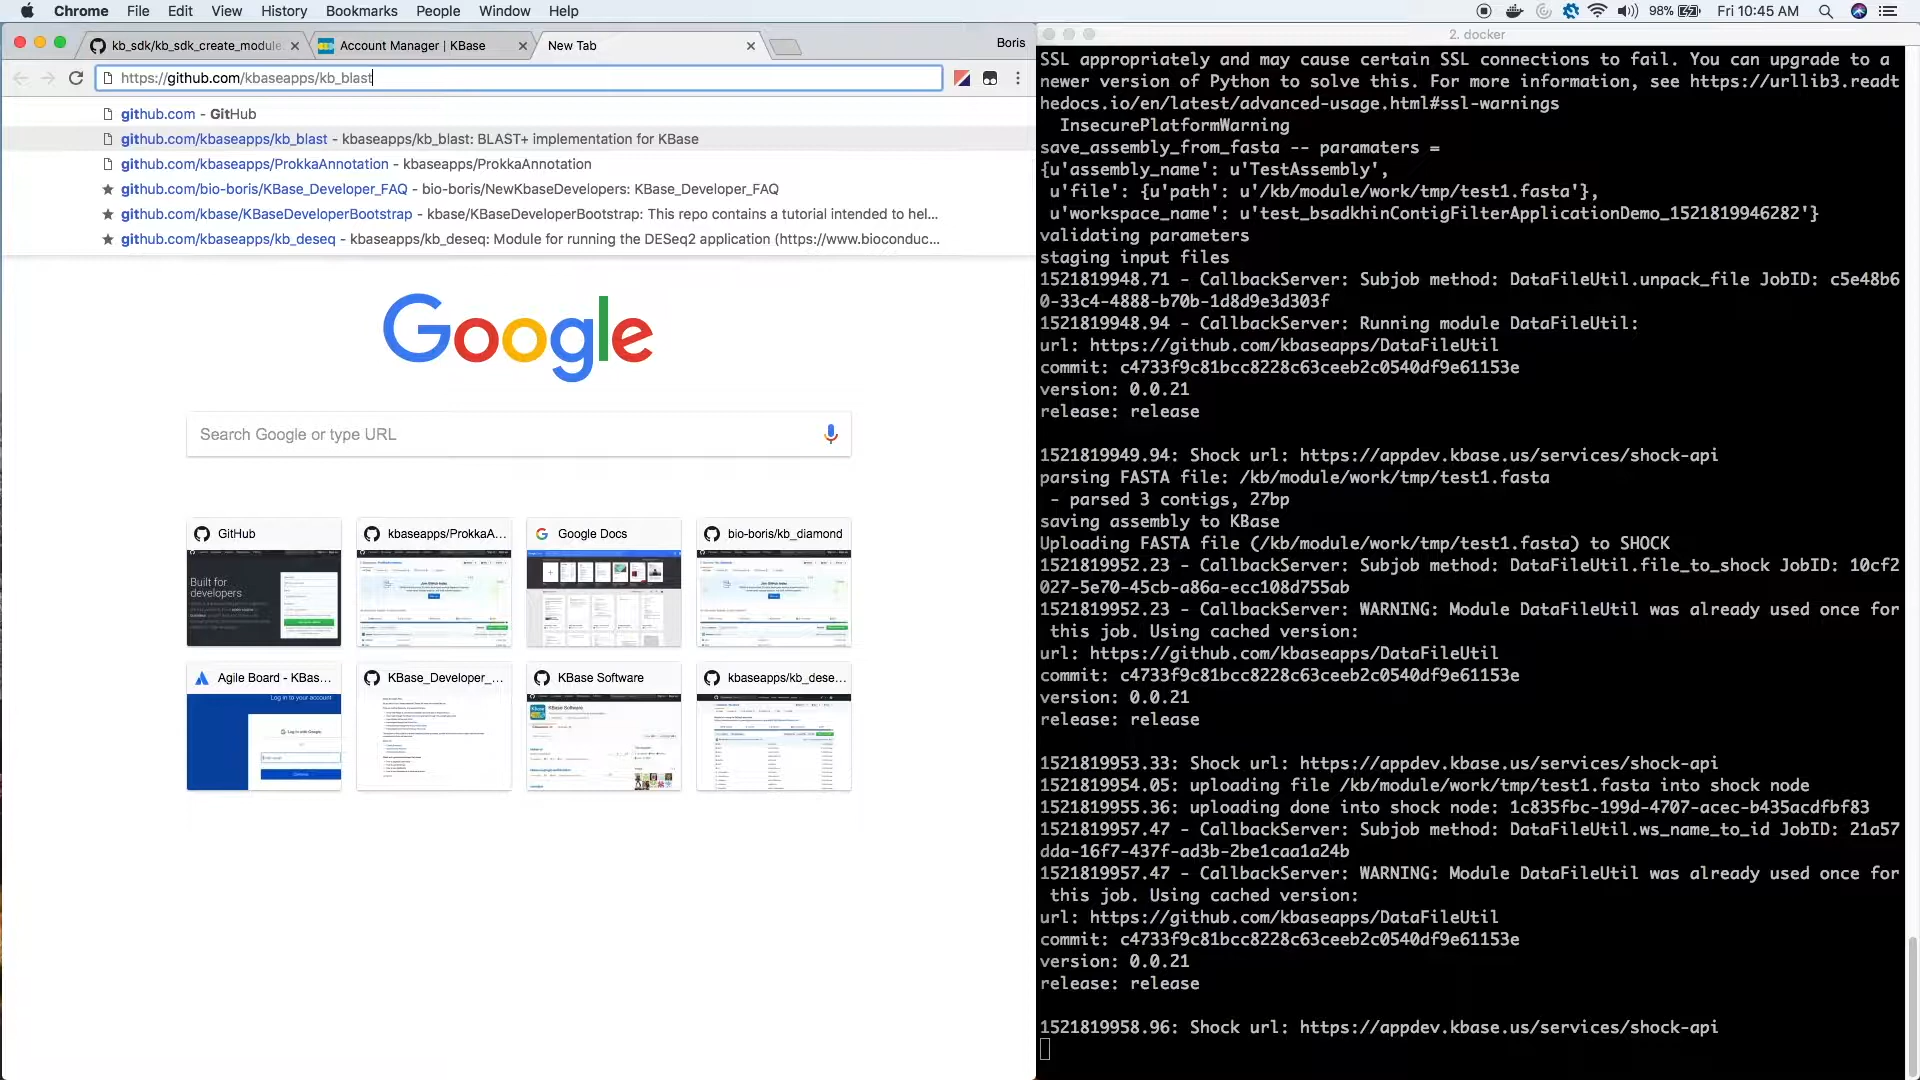 Chrome File Edit View History Bookmarks People Window Help
98% Fri 10:45 AM
kb_sdk/kb_sdk_create_module
Account Manager | KBase
New Tab
Boris
https://github.com/kbaseapps/kb_blast
github.com - GitHub
github.com/kbaseapps/kb_blast - kbaseapps/kb_blast: BLAST+ implementation for KBase
github.com/kbaseapps/ProkkaAnnotation - kbaseapps/ProkkaAnnotation
github.com/bio-boris/KBase_Developer_FAQ - bio-boris/NewKbaseDevelopers: KBase_Developer_FAQ
github.com/kbase/KBaseDeveloperBootstrap - kbase/KBaseDeveloperBootstrap: This repo contains a tutorial intended to hel...
github.com/kbaseapps/kb_deseq - kbaseapps/kb_deseq: Module for running the DESeq2 application (https://www.bioconduc...
Google
Search Google or type URL
GitHub
kbaseapps/ProkkaA...
Google Docs
bio-boris/kb_diamond
Built for
developers
Agile Board - KBas...
KBase_Developer_...
KBase Software
kbaseapps/kb_dese...
Log in to your account
KBase Software
2. docker
SSL appropriately and may cause certain SSL connections to fail. You can upgrade to a
newer version of Python to solve this. For more information, see https://urllib3.readt
hedocs.io/en/latest/advanced-usage.html#ssl-warnings
InsecurePlatformWarning
save_assembly_from_fasta -- paramaters =
{u'assembly_name': u'TestAssembly',
u'file': {u'path': u'/kb/module/work/tmp/test1.fasta'},
u'workspace_name': u'test_bsadkhinContigFilterApplicationDemo_1521819946282'}
validating parameters
staging input files
1521819948.71 - CallbackServer: Subjob method: DataFileUtil.unpack_file JobID: c5e48b6
0-33c4-4888-b70b-1d8d9e3d303f
1521819948.94 - CallbackServer: Running module DataFileUtil:
url: https://github.com/kbaseapps/DataFileUtil
commit: c4733f9c81bcc8228c63ceeb2c0540df9e61153e
version: 0.0.21
release: release
1521819949.94: Shock url: https://appdev.kbase.us/services/shock-api
parsing FASTA file: /kb/module/work/tmp/test1.fasta
- parsed 3 contigs, 27bp
saving assembly to KBase
Uploading FASTA file (/kb/module/work/tmp/test1.fasta) to SHOCK
1521819952.23 - CallbackServer: Subjob method: DataFileUtil.file_to_shock JobID: 10cf2
027-5e70-45cb-a86a-ecc108d755ab
1521819952.23 - CallbackServer: WARNING: Module DataFileUtil was already used once for
this job. Using cached version:
url: https://github.com/kbaseapps/DataFileUtil
commit: c4733f9c81bcc8228c63ceeb2c0540df9e61153e
version: 0.0.21
release: release
1521819953.33: Shock url: https://appdev.kbase.us/services/shock-api
1521819954.05: uploading file /kb/module/work/tmp/test1.fasta into shock node
1521819955.36: uploading done into shock node: 1c835fbc-199d-4707-acec-b435acdfbf83
1521819957.47 - CallbackServer: Subjob method: DataFileUtil.ws_name_to_id JobID: 21a57
dda-16f7-437f-ad3b-2be1caa1a24b
1521819957.47 - CallbackServer: WARNING: Module DataFileUtil was already used once for
this job. Using cached version:
url: https://github.com/kbaseapps/DataFileUtil
commit: c4733f9c81bcc8228c63ceeb2c0540df9e61153e
version: 0.0.21
release: release
1521819958.96: Shock url: https://appdev.kbase.us/services/shock-api